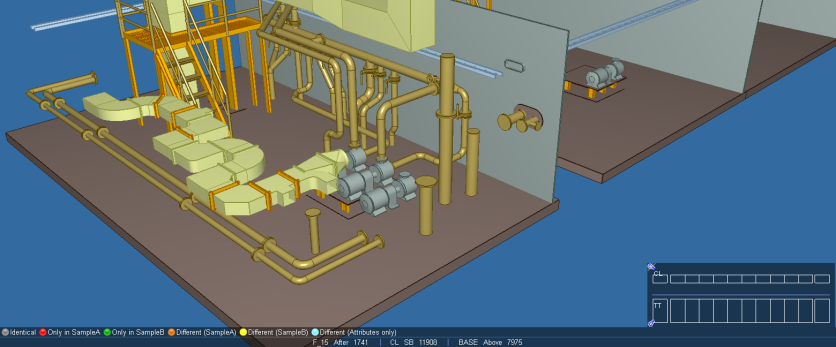 CL
TT
Identical Only in SampleA Only in SampleB Different (SampleA) Different (SampleB) Different (Attributes only)
F_15 After 1741 | CL SB 11908 | BASE Above 7975